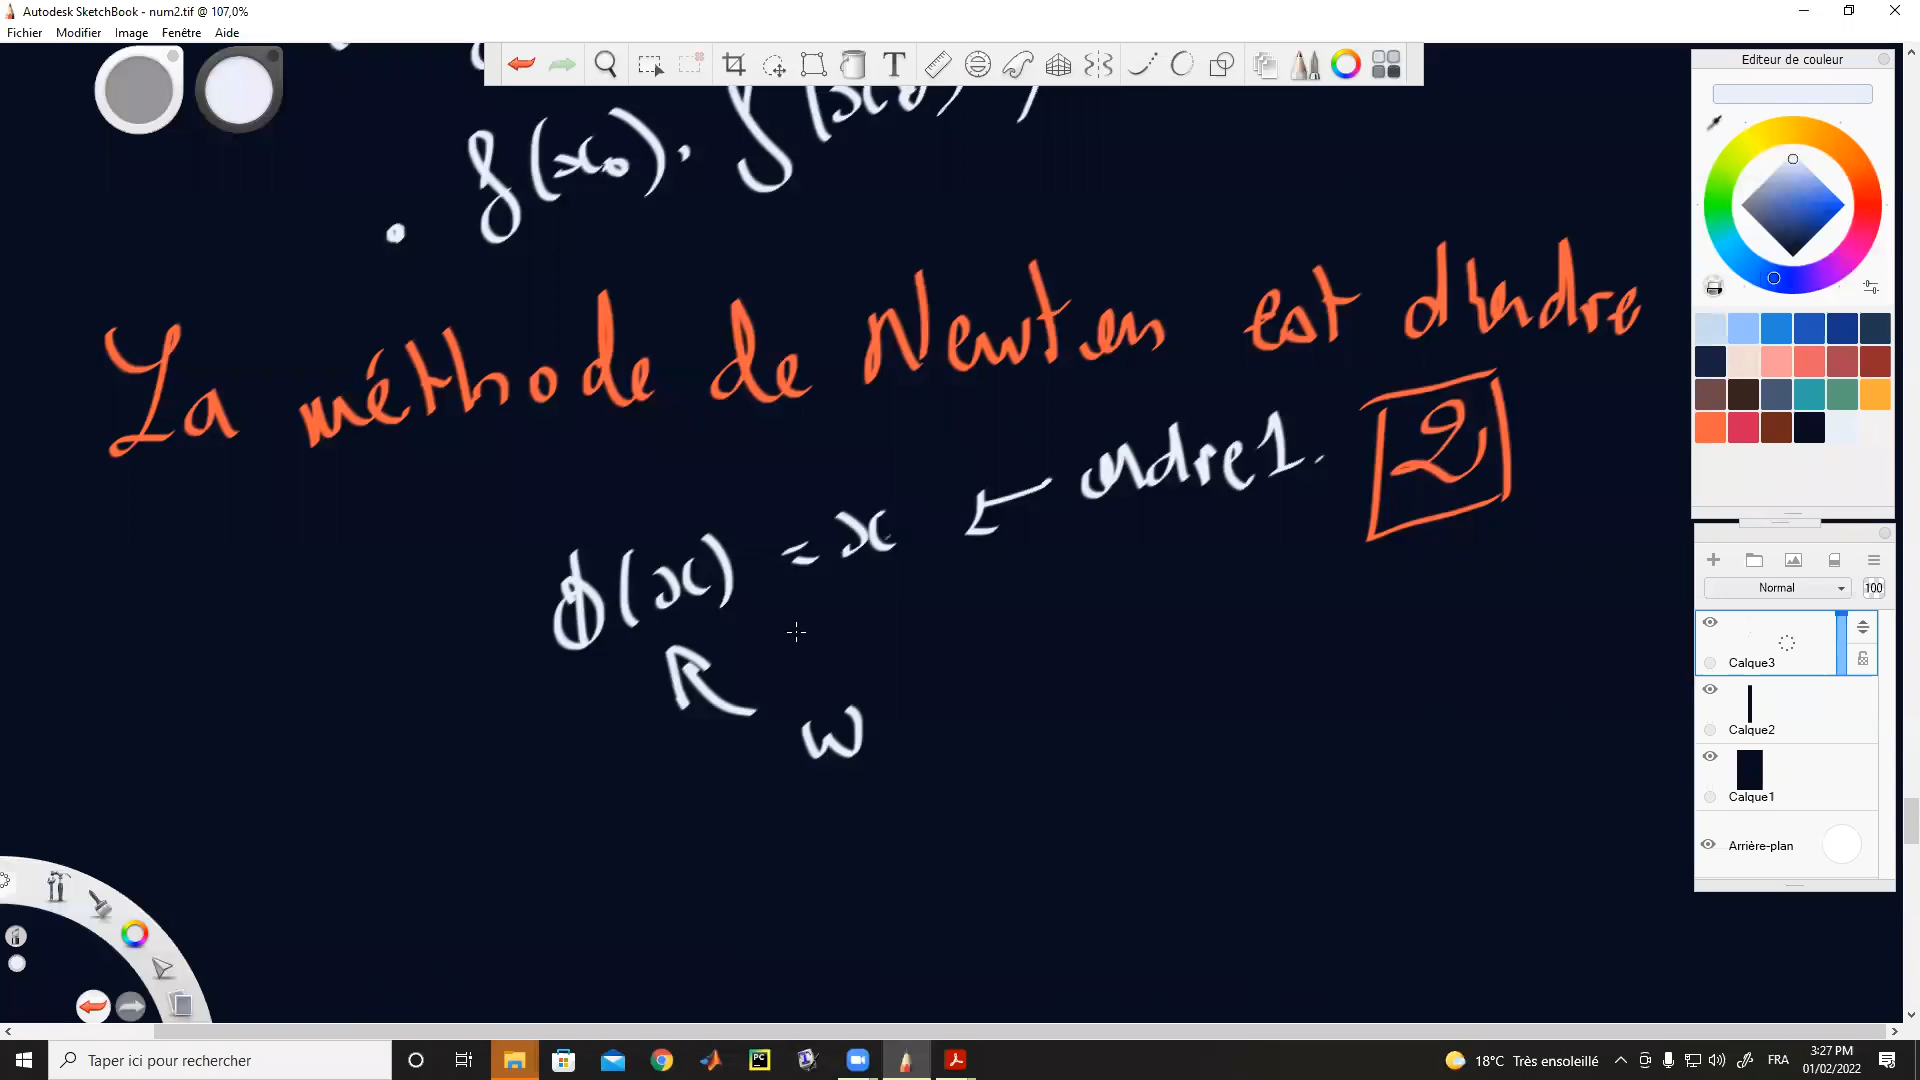 Autodesk SketchBook - num2.tif @ 107,0%
Fichier Modifier Image Fenêtre Aide
Editeur de couleur
f(x₀). f
La méthode de Newton est d'ordre
2
ϕ(x) = x ← ordre 1.
ω
Normal
100
Calque3
Calque2
Calque1
Arrière-plan
Taper ici pour rechercher
PC
18°C Très ensoleillé
FRA
3:27 PM
01/02/2022